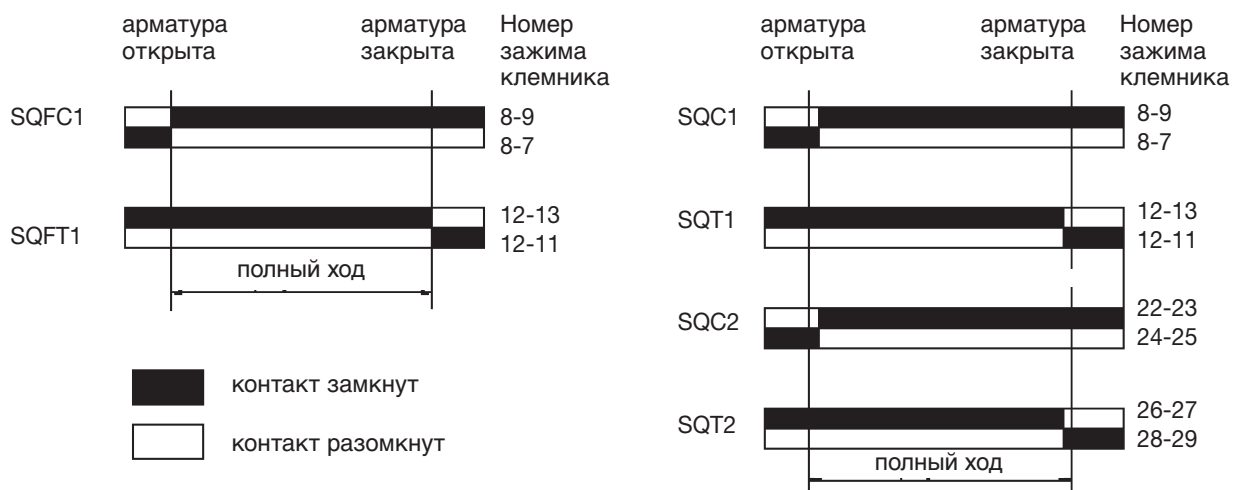 арматура
открыта
арматура
закрыта
Номер
зажима
клемника
SQFC1
8-9
8-7
SQFT1
12-13
12-11
полный ход
контакт замкнут
контакт разомкнут
арматура
открыта
арматура
закрыта
Номер
зажима
клемника
SQC1
8-9
8-7
SQT1
12-13
12-11
SQC2
22-23
24-25
SQT2
26-27
28-29
полный ход